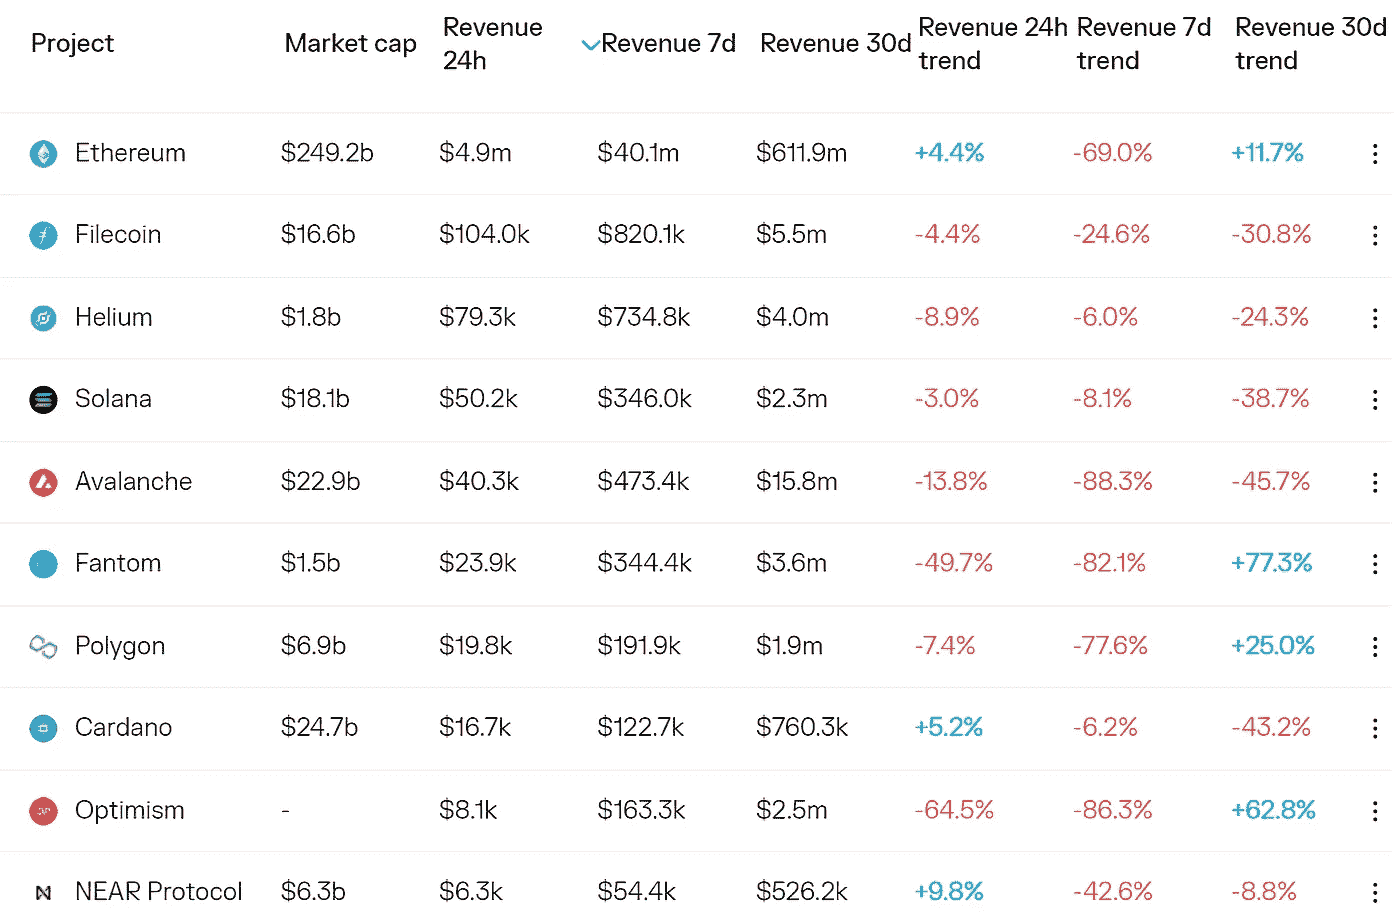 Project Market cap Revenue 24h Revenue 7d Revenue 30d Revenue 24h trend Revenue 7d trend Revenue 30d trend
Ethereum $249.2b $4.9m $40.1m $611.9m +4.4% -69.0% +11.7%
Filecoin $16.6b $104.0k $820.1k $5.5m -4.4% -24.6% -30.8%
Helium $1.8b $79.3k $734.8k $4.0m -8.9% -6.0% -24.3%
Solana $18.1b $50.2k $346.0k $2.3m -3.0% -8.1% -38.7%
Avalanche $22.9b $40.3k $473.4k $15.8m -13.8% -88.3% -45.7%
Fantom $1.5b $23.9k $344.4k $3.6m -49.7% -82.1% +77.3%
Polygon $6.9b $19.8k $191.9k $1.9m -7.4% -77.6% +25.0%
Cardano $24.7b $16.7k $122.7k $760.3k +5.2% -6.2% -43.2%
Optimism - $8.1k $163.3k $2.5m -64.5% -86.3% +62.8%
NEAR Protocol $6.3b $6.3k $54.4k $526.2k +9.8% -42.6% -8.8%